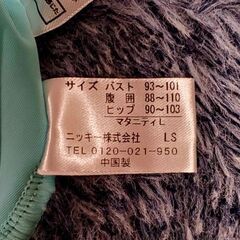 サイズ バスト 93～101
腹囲 88～110
ヒップ 90～103
マタニティL
ニッキー株式会社 LS
TEL 0120-021-950
中国製